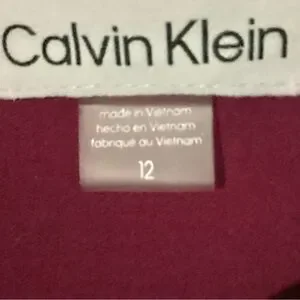 Calvin Klein
made in Vietnam
hecho en Vietnam
fabriqué au Vietnam
12